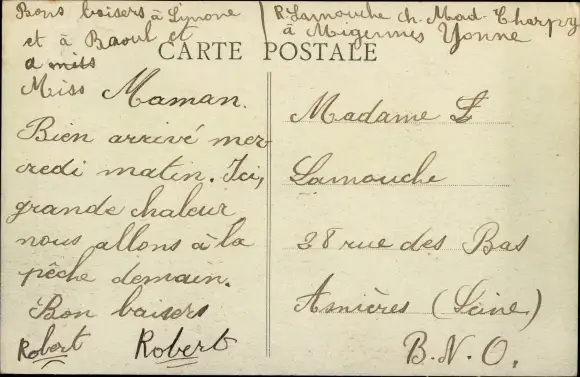 Bons baisers à Simone
et à Raoul et
à mits
Miss
R. Lamouche ch. Mad. Charpy
à Migennes Yonne
CARTE POSTALE
Maman.
Bien arrivé mer
credi matin. Ici,
grande chaleur
nous allons à la
pêche demain.
Bon baisers
Robert Robert
Madame L
Lamouche
28 rue des Bas
Asnières (Seine)
B.N.O.